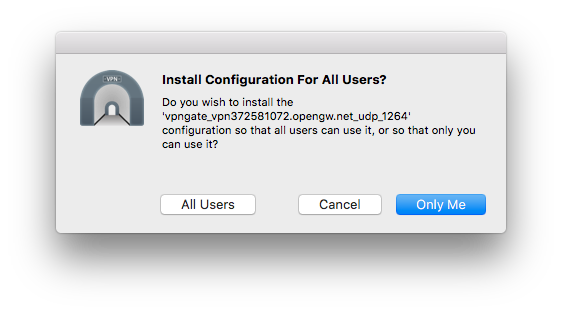 VPN
Install Configuration For All Users?
Do you wish to install the
'vpngate_vpn372581072.opengw.net_udp_1264'
configuration so that all users can use it, or so that only you
can use it?
All Users
Cancel
Only Me